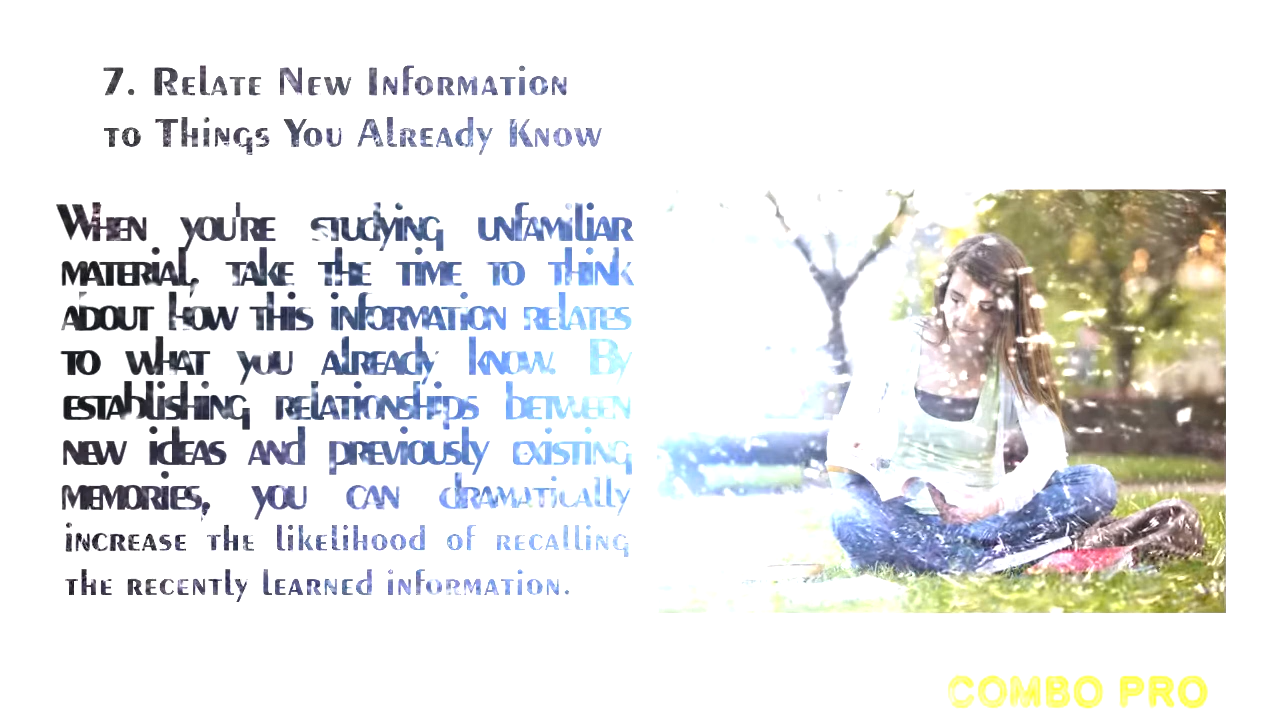 7. Relate New Information
to Things You Already Know
When you're studying unfamiliar
material, take the time to think
about how this information relates
to what you already know. By
establishing relationships between
new ideas and previously existing
memories, you can dramatically
increase the likelihood of recalling
the recently learned information.
COMBO PRO